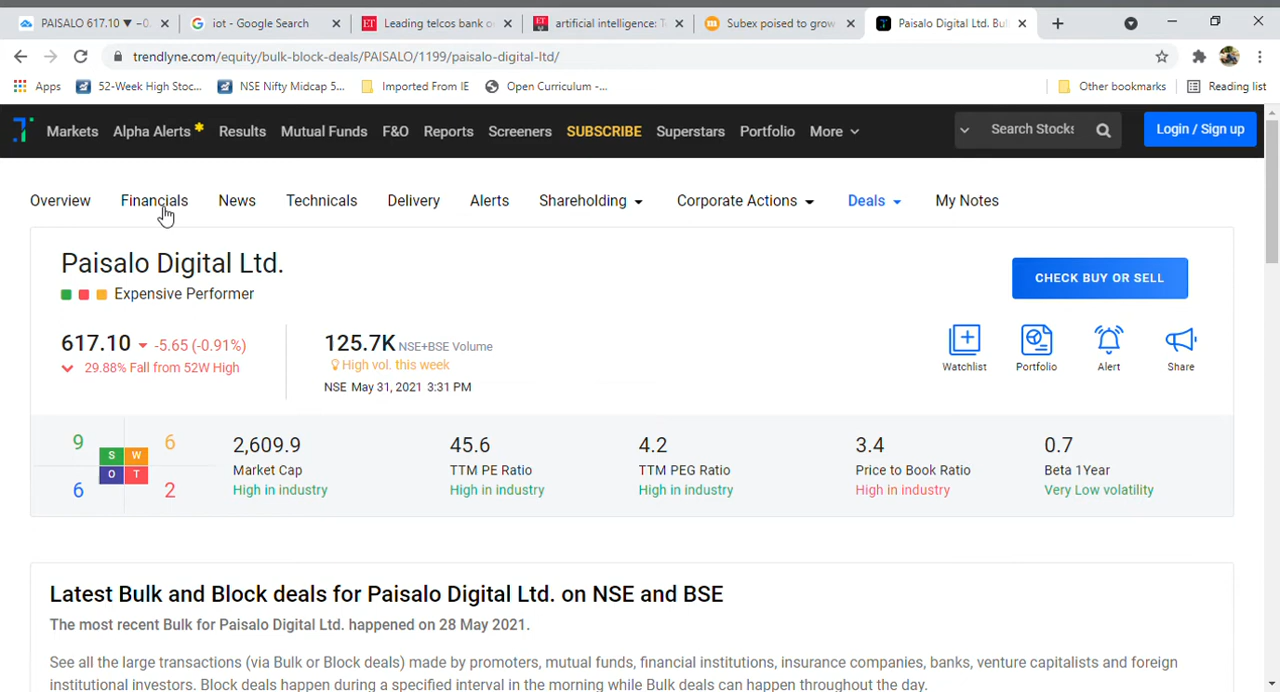 PAISALO 617.10 ▼ -0.
iot - Google Search
Leading telcos bank o
artificial intelligence: T
Subex poised to grow
Paisalo Digital Ltd. Bul
trendlyne.com/equity/bulk-block-deals/PAISALO/1199/paisalo-digital-ltd/
Apps 52-Week High Stoc... NSE Nifty Midcap 5... Imported From IE Open Curriculum -... Other bookmarks Reading list
Markets Alpha Alerts Results Mutual Funds F&O Reports Screeners SUBSCRIBE Superstars Portfolio More Search Stocks Login / Sign up
Overview Financials News Technicals Delivery Alerts Shareholding Corporate Actions Deals My Notes
Paisalo Digital Ltd.
Expensive Performer
CHECK BUY OR SELL
617.10 -5.65 (-0.91%)
29.88% Fall from 52W High
125.7K NSE+BSE Volume
High vol. this week
NSE May 31, 2021 3:31 PM
Watchlist Portfolio Alert Share
9 6
S W
O T
6 2
2,609.9
Market Cap
High in industry
45.6
TTM PE Ratio
High in industry
4.2
TTM PEG Ratio
High in industry
3.4
Price to Book Ratio
High in industry
0.7
Beta 1Year
Very Low volatility
Latest Bulk and Block deals for Paisalo Digital Ltd. on NSE and BSE
The most recent Bulk for Paisalo Digital Ltd. happened on 28 May 2021.
See all the large transactions (via Bulk or Block deals) made by promoters, mutual funds, financial institutions, insurance companies, banks, venture capitalists and foreign
institutional investors. Block deals happen during a specified interval in the morning while Bulk deals can happen throughout the day.